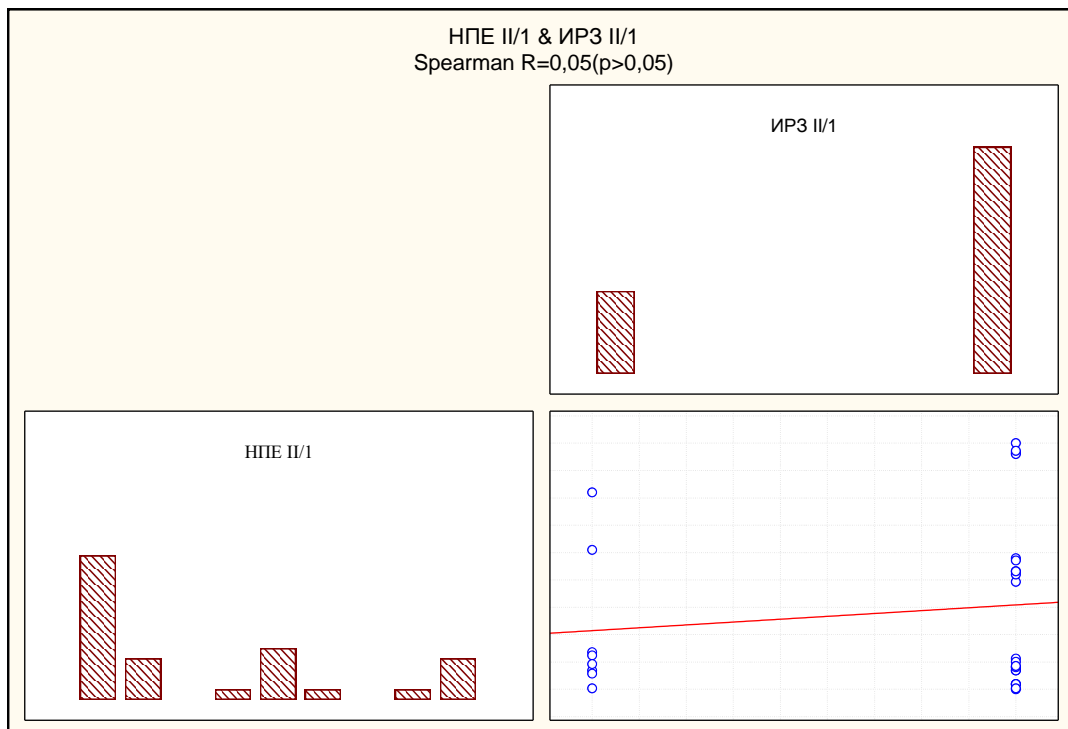 НПЕ II/1 & ИРЗ II/1
Spearman R=0,05(p>0,05)
ИРЗ II/1
НПЕ II/1